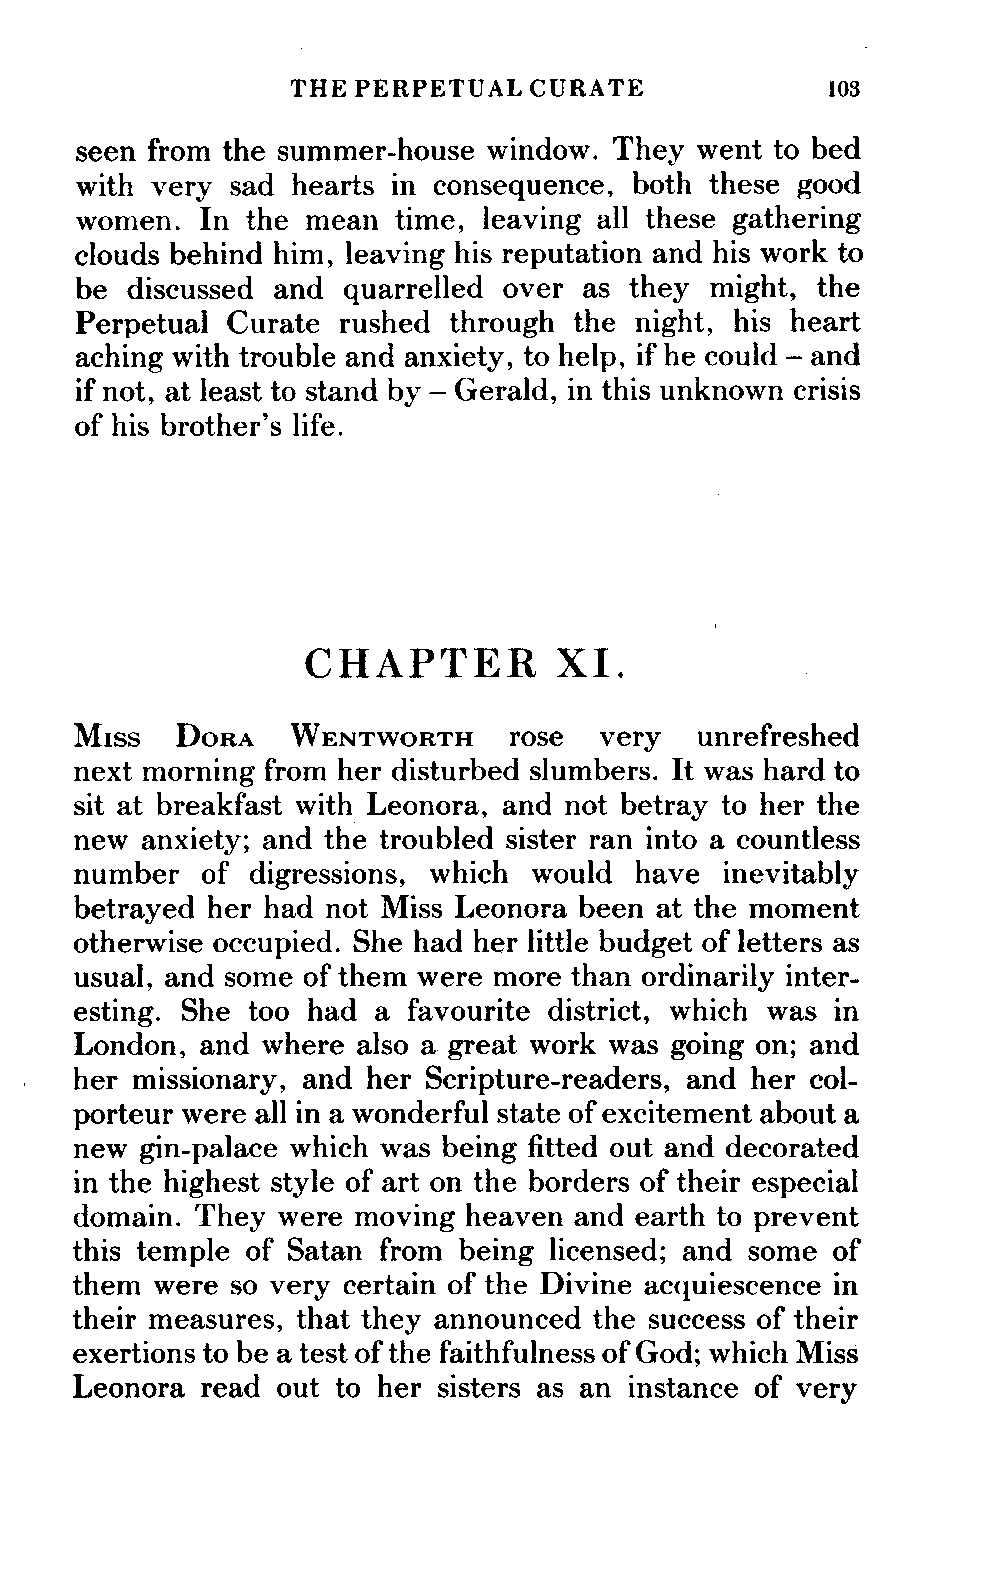 THE PERPETUAL CURATE 103
seen from the summer-house window. They went to bed
with very sad hearts in consequence, both these good
women. In the mean time, leaving all these gathering
clouds behind him, leaving his reputation and his work to
be discussed and quarrelled over as they might, the
Perpetual Curate rushed through the night, his heart
aching with trouble and anxiety, to help, if he could – and
if not, at least to stand by – Gerald, in this unknown crisis
of his brother's life.
CHAPTER XI.
MISS DORA WENTWORTH rose very unrefreshed
next morning from her disturbed slumbers. It was hard to
sit at breakfast with Leonora, and not betray to her the
new anxiety; and the troubled sister ran into a countless
number of digressions, which would have inevitably
betrayed her had not Miss Leonora been at the moment
otherwise occupied. She had her little budget of letters as
usual, and some of them were more than ordinarily inter-
esting. She too had a favourite district, which was in
London, and where also a great work was going on; and
her missionary, and her Scripture-readers, and her col-
porteur were all in a wonderful state of excitement about a
new gin-palace which was being fitted out and decorated
in the highest style of art on the borders of their especial
domain. They were moving heaven and earth to prevent
this temple of Satan from being licensed; and some of
them were so very certain of the Divine acquiescence in
their measures, that they announced the success of their
exertions to be a test of the faithfulness of God; which Miss
Leonora read out to her sisters as an instance of very